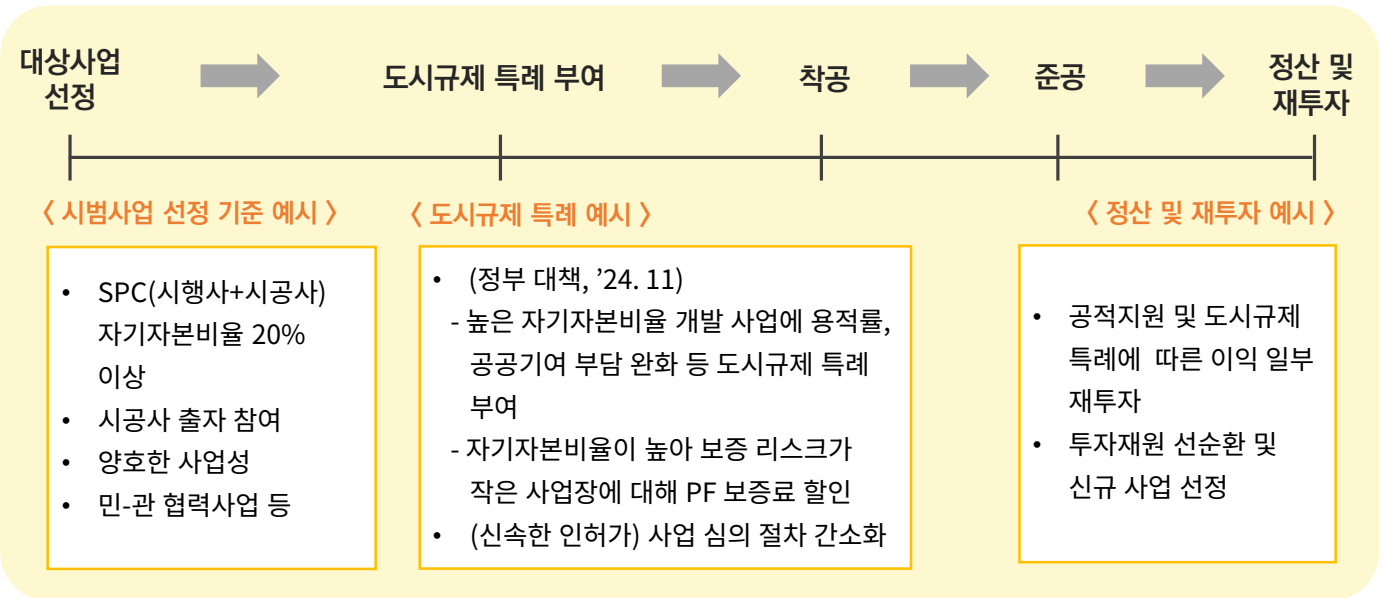 대상사업
선정
도시규제 특례 부여
착공
준공
정산 및
재투자
< 시범사업 선정 기준 예시 >
• SPC(시행사+시공사)
자기자본비율 20%
이상
• 시공사 출자 참여
• 양호한 사업성
• 민-관 협력사업 등
< 도시규제 특례 예시 >
• (정부 대책, ’24. 11)
- 높은 자기자본비율 개발 사업에 용적률,
공공기여 부담 완화 등 도시규제 특례
부여
- 자기자본비율이 높아 보증 리스크가
작은 사업장에 대해 PF 보증료 할인
• (신속한 인허가) 사업 심의 절차 간소화
< 정산 및 재투자 예시 >
• 공적지원 및 도시규제
특례에 따른 이익 일부
재투자
• 투자재원 선순환 및
신규 사업 선정